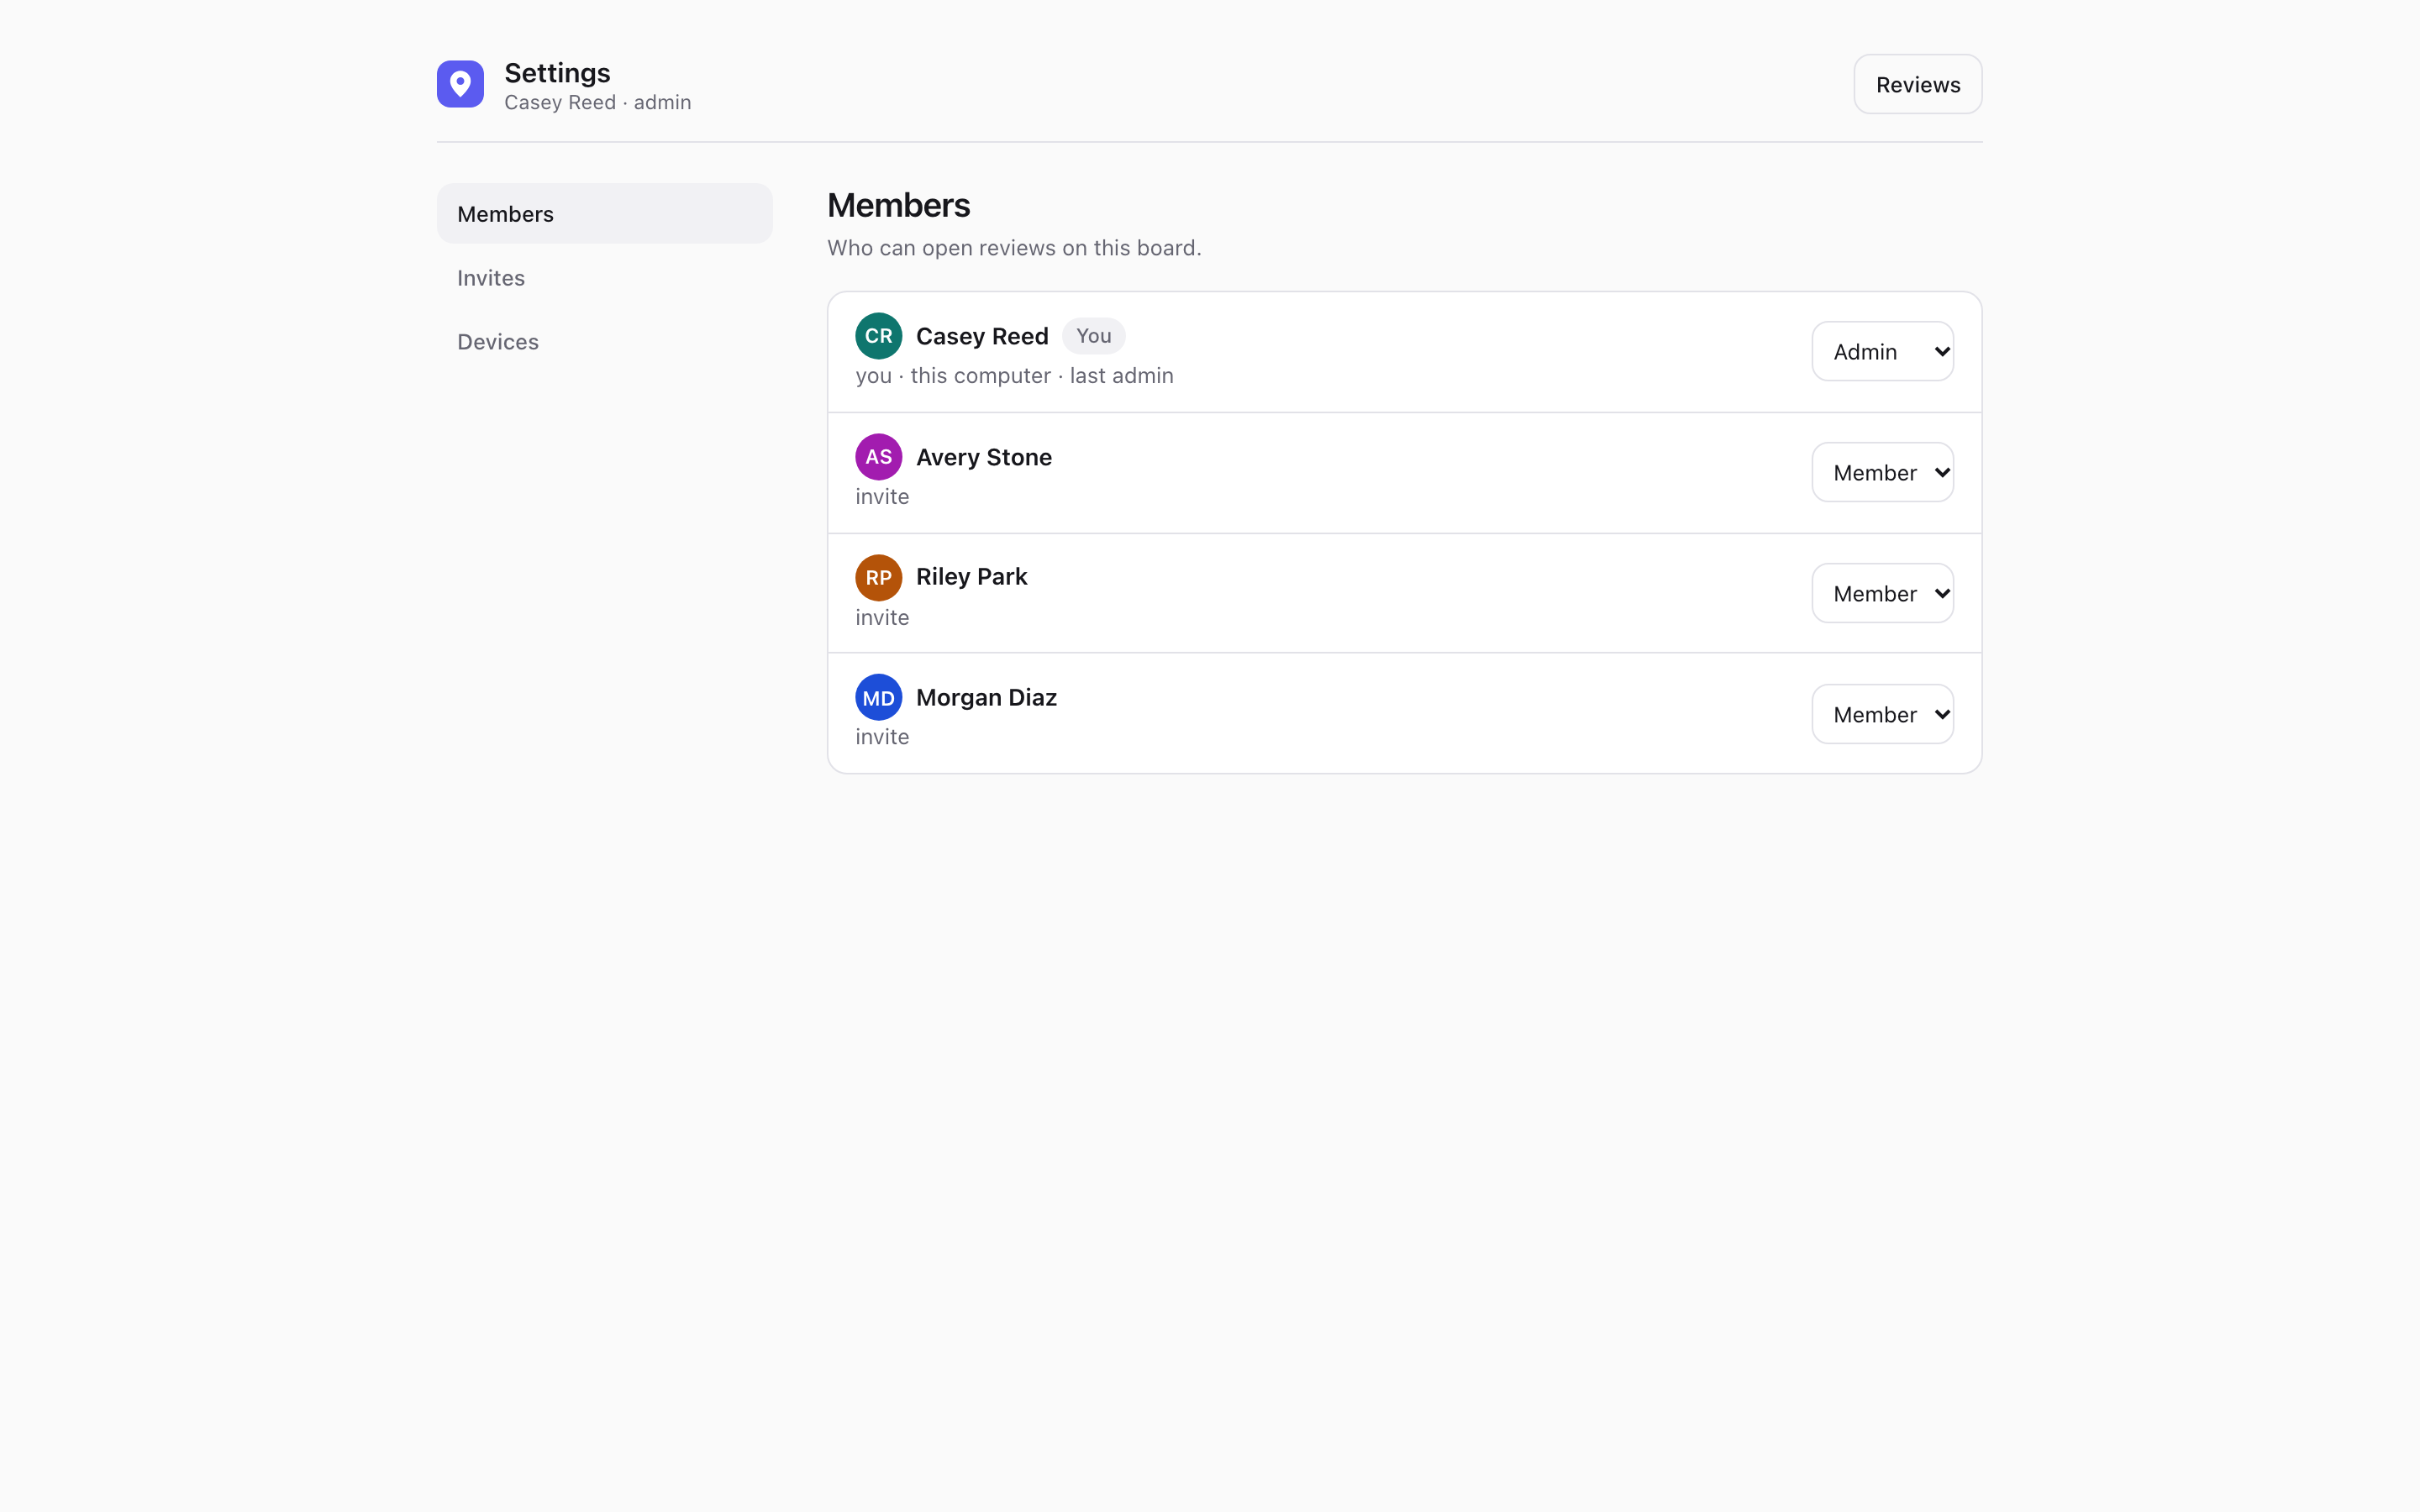 Settings
Casey Reed · admin
Reviews
Members
Invites
Devices
Members
Who can open reviews on this board.
CR Casey Reed You
you · this computer · last admin
Admin
AS Avery Stone
invite
Member
RP Riley Park
invite
Member
MD Morgan Diaz
invite
Member